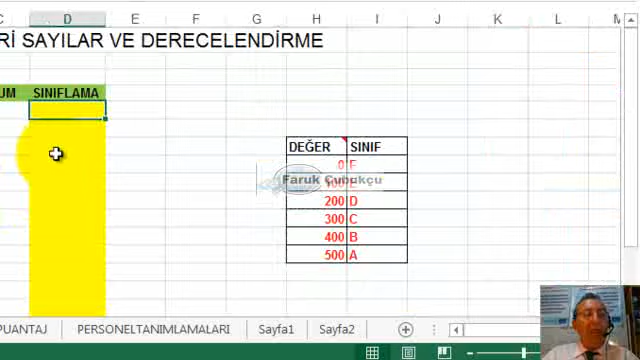 C D E F G H I J K L M
Rİ SAYILAR VE DERECELENDİRME
UM SINIFLAMA
DEĞER SINIF
0 F
Faruk Çubukçu
100 E
200 D
300 C
400 B
500 A
PUANTAJ PERSONELTANIMLAMALARI Sayfa1 Sayfa2